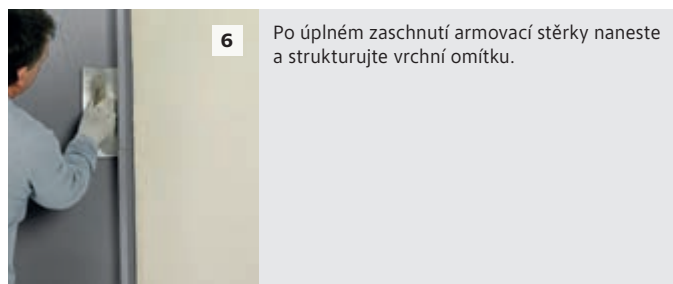 6
Po úplném zaschnutí armovací stěrky naneste
a strukturujte vrchní omítku.